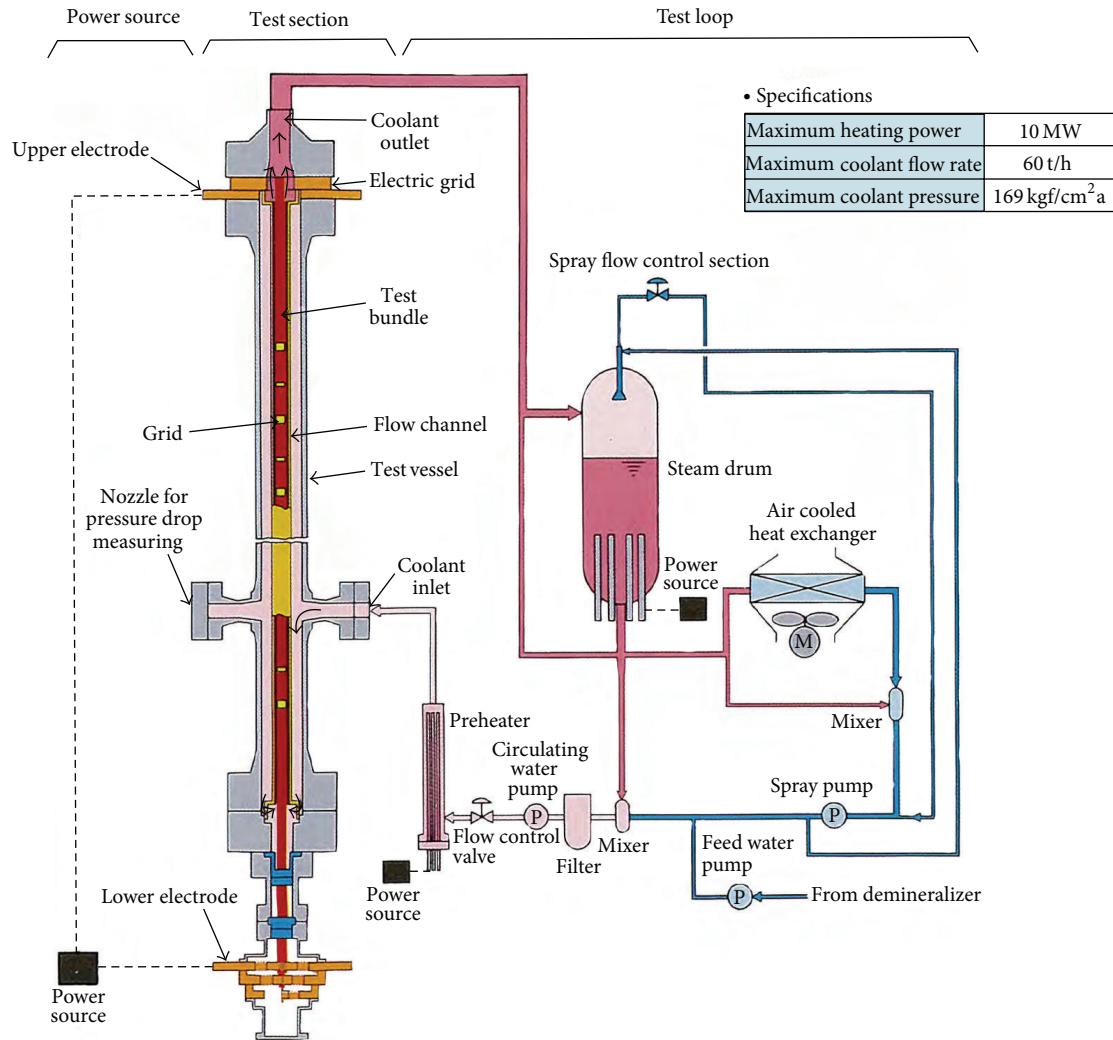 Power source
Test section
Test loop
• Specifications
Maximum heating power 10 MW
Maximum coolant flow rate 60 t/h
Maximum coolant pressure 169 kgf/cm²a
Coolant
outlet
Upper electrode
Electric grid
Spray flow control section
Test
bundle
Grid
Flow channel
Test vessel
Steam drum
Nozzle for
pressure drop
measuring
Air cooled
heat exchanger
Coolant
inlet
Power
source
M
Preheater
Mixer
Circulating
water
pump
Spray pump
P
P
Flow control
valve
Filter
Mixer
Feed water
pump
Power
source
P
From demineralizer
Lower electrode
Power
source